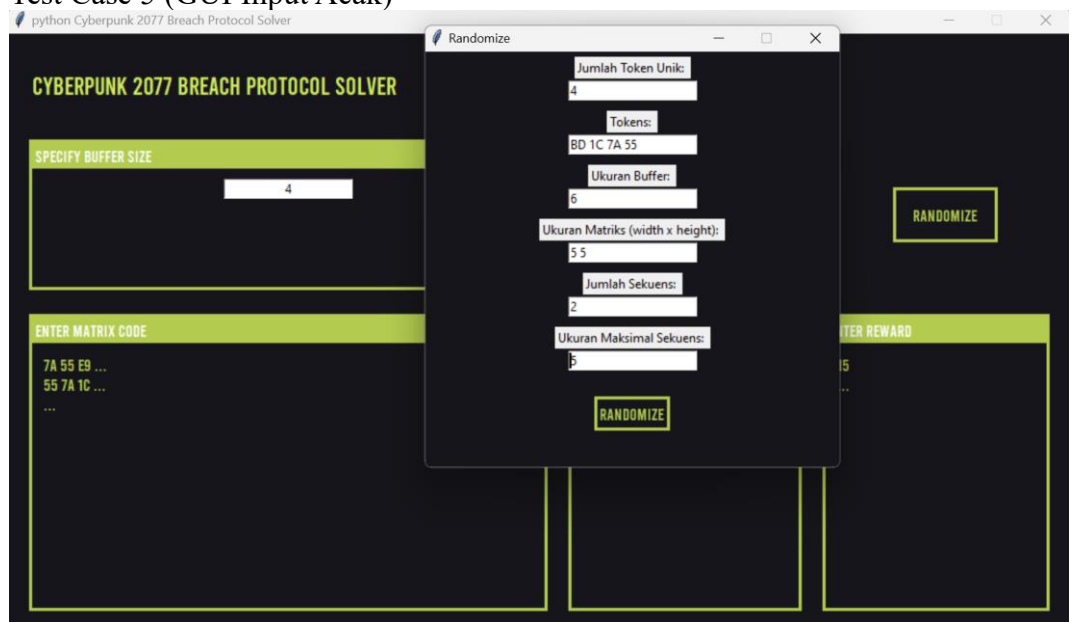 Test Case 5 (GUI Input Acak)
python Cyberpunk 2077 Breach Protocol Solver
Randomize
CYBERPUNK 2077 BREACH PROTOCOL SOLVER
SPECIFY BUFFER SIZE
4
Jumlah Token Unik:
4
Tokens:
BD 1C 7A 55
Ukuran Buffer:
6
Ukuran Matriks (width x height):
5 5
Jumlah Sekuens:
2
Ukuran Maksimal Sekuens:
5
RANDOMIZE
RANDOMIZE
ENTER MATRIX CODE
7A 55 E9 ...
55 7A 1C ...
...
REWARD